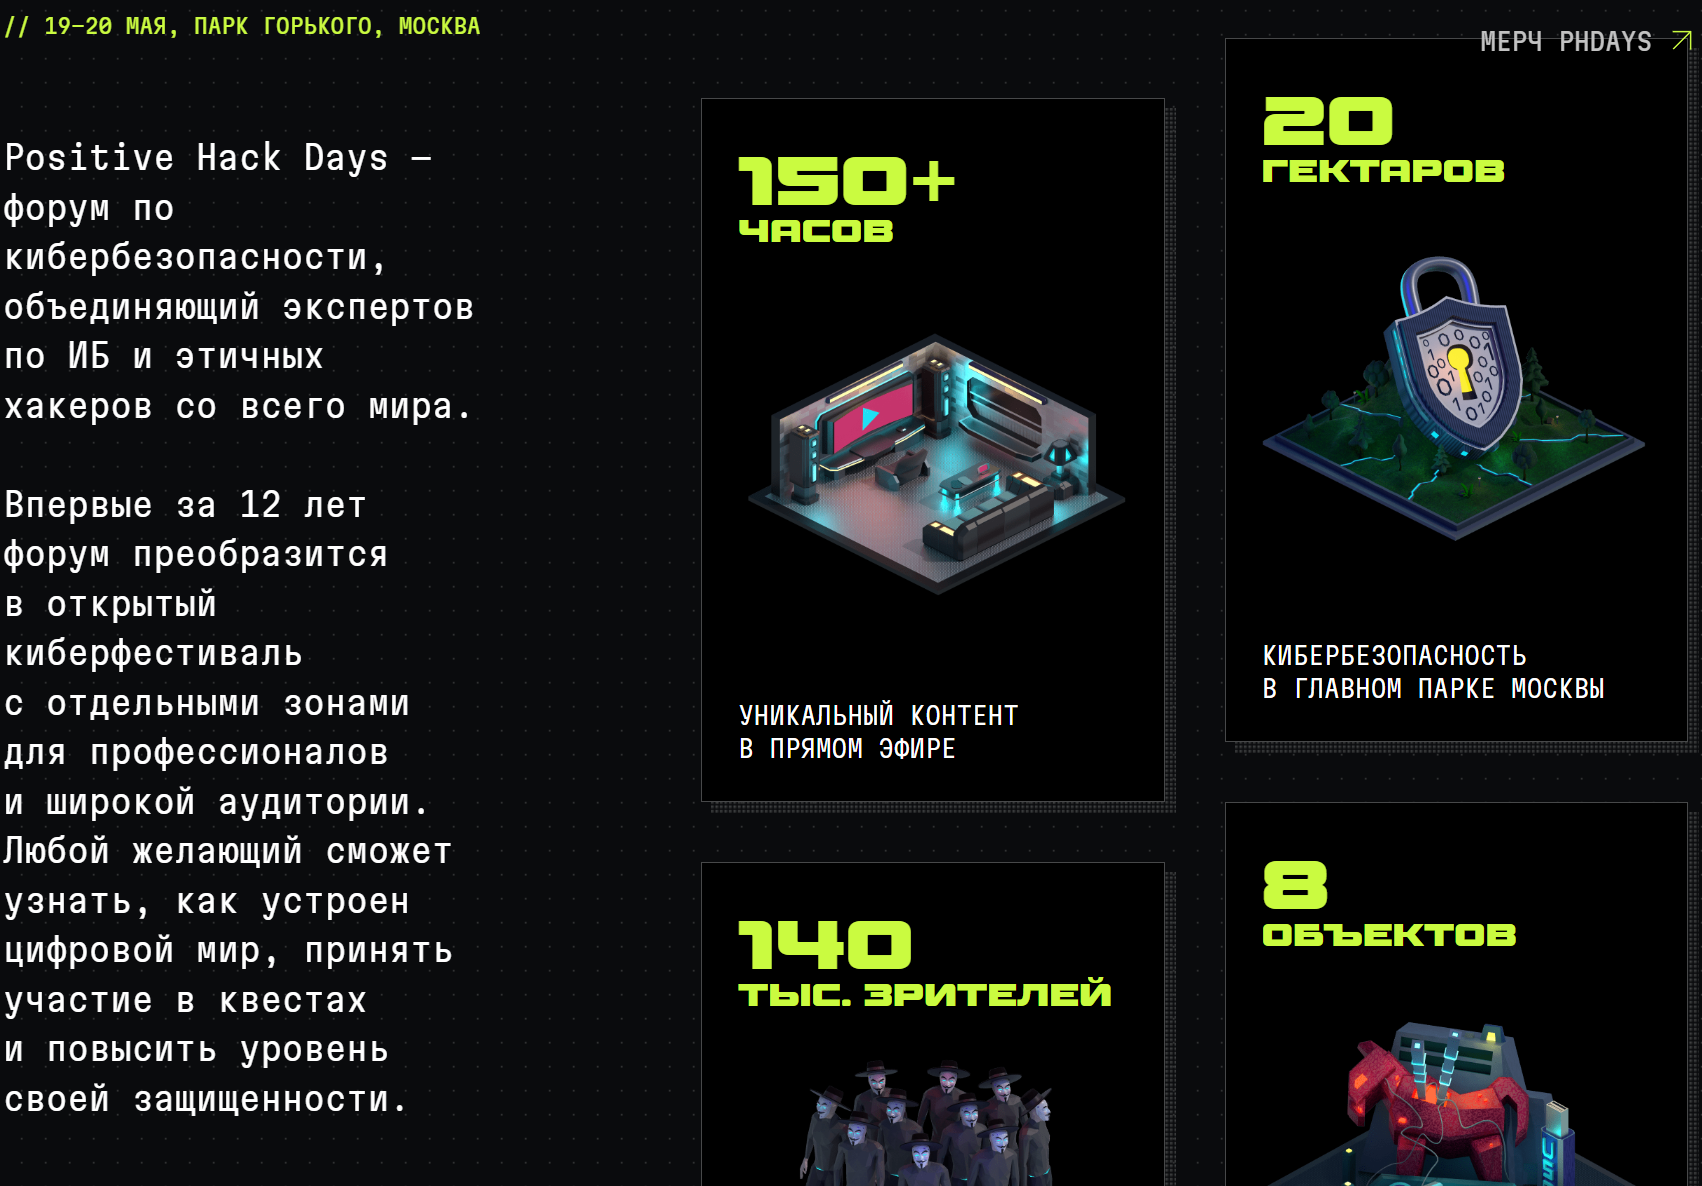 // 19–20 МАЯ, ПАРК ГОРЬКОГО, МОСКВА
МЕРЧ PHDAYS
Positive Hack Days —
форум по
кибербезопасности,
объединяющий экспертов
по ИБ и этичных
хакеров со всего мира.
Впервые за 12 лет
форум преобразится
в открытый
киберфестиваль
с отдельными зонами
для профессионалов
и широкой аудитории.
Любой желающий сможет
узнать, как устроен
цифровой мир, принять
участие в квестах
и повысить уровень
своей защищенности.
150+
ЧАСОВ
УНИКАЛЬНЫЙ КОНТЕНТ
В ПРЯМОМ ЭФИРЕ
20
ГЕКТАРОВ
КИБЕРБЕЗОПАСНОСТЬ
В ГЛАВНОМ ПАРКЕ МОСКВЫ
140
ТЫС. ЗРИТЕЛЕЙ
8
ОБЪЕКТОВ